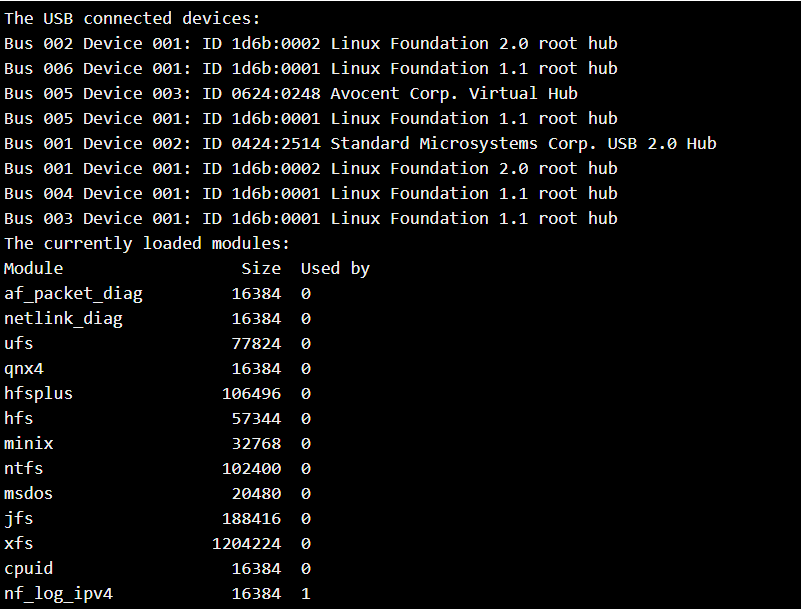 The USB connected devices:
Bus 002 Device 001: ID 1d6b:0002 Linux Foundation 2.0 root hub
Bus 006 Device 001: ID 1d6b:0001 Linux Foundation 1.1 root hub
Bus 005 Device 003: ID 0624:0248 Avocent Corp. Virtual Hub
Bus 005 Device 001: ID 1d6b:0001 Linux Foundation 1.1 root hub
Bus 001 Device 002: ID 0424:2514 Standard Microsystems Corp. USB 2.0 Hub
Bus 001 Device 001: ID 1d6b:0002 Linux Foundation 2.0 root hub
Bus 004 Device 001: ID 1d6b:0001 Linux Foundation 1.1 root hub
Bus 003 Device 001: ID 1d6b:0001 Linux Foundation 1.1 root hub
The currently loaded modules:
Module                  Size  Used by
af_packet_diag         16384  0
netlink_diag           16384  0
ufs                    77824  0
qnx4                   16384  0
hfsplus               106496  0
hfs                    57344  0
minix                  32768  0
ntfs                  102400  0
msdos                  20480  0
jfs                   188416  0
xfs                  1204224  0
cpuid                  16384  0
nf_log_ipv4            16384  1